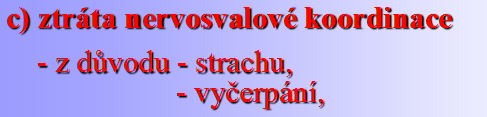 c) ztráta nervosvalové koordinace
- z důvodu - strachu,
- vyčerpání,